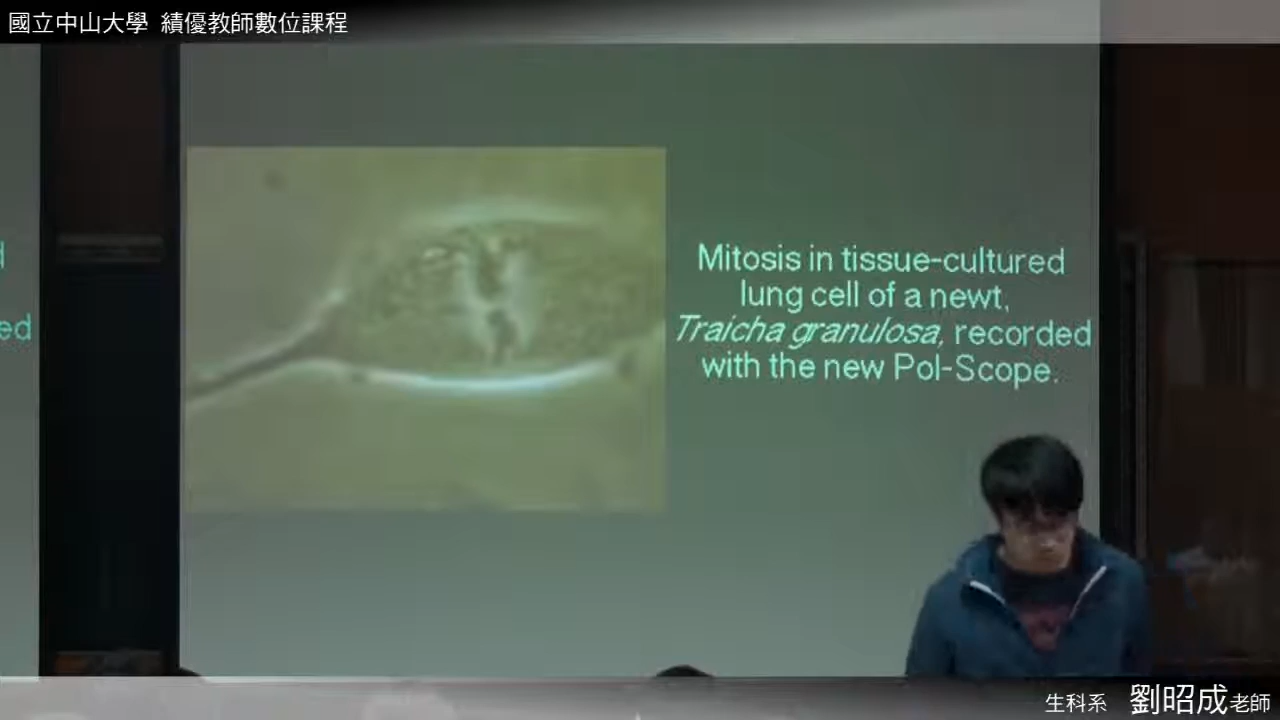 國立中山大學 績優教師數位課程
Mitosis in tissue-cultured
lung cell of a newt,
Traicha granulosa, recorded
with the new Pol-Scope.
ed
生科系 劉昭成老師